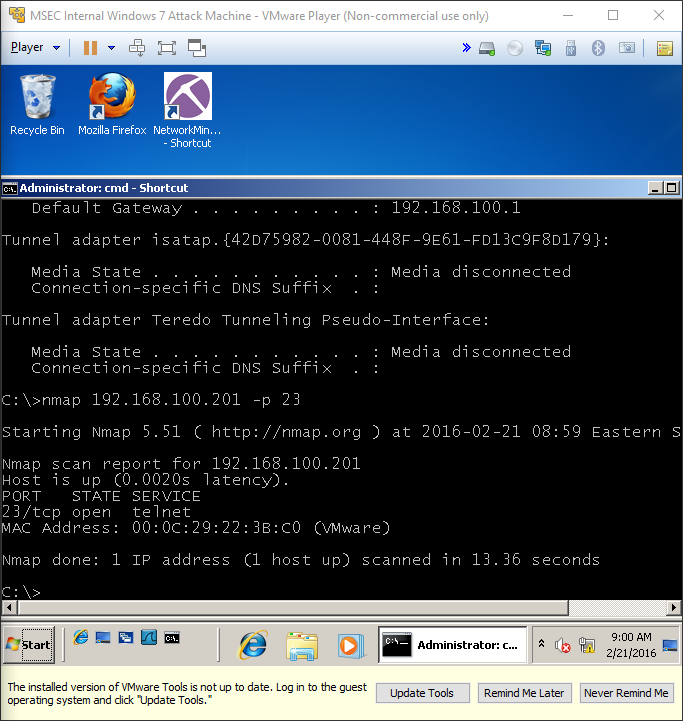 MSEC Internal Windows 7 Attack Machine - VMware Player (Non-commercial use only)
Player
Recycle Bin
Mozilla Firefox
NetworkMin...
- Shortcut
Administrator: cmd - Shortcut
Default Gateway . . . . . . . . . : 192.168.100.1
Tunnel adapter isatap.{42D75982-0081-448F-9E61-FD13C9F8D179}:
Media State . . . . . . . . . . . : Media disconnected
Connection-specific DNS Suffix  . :
Tunnel adapter Teredo Tunneling Pseudo-Interface:
Media State . . . . . . . . . . . : Media disconnected
Connection-specific DNS Suffix  . :
C:\>nmap 192.168.100.201 -p 23
Starting Nmap 5.51 ( http://nmap.org ) at 2016-02-21 08:59 Eastern S
Nmap scan report for 192.168.100.201
Host is up (0.0020s latency).
PORT   STATE SERVICE
23/tcp open  telnet
MAC Address: 00:0C:29:22:3B:C0 (VMware)
Nmap done: 1 IP address (1 host up) scanned in 13.36 seconds
C:\>
Start
Administrator: c...
9:00 AM
2/21/2016
The installed version of VMware Tools is not up to date. Log in to the guest
operating system and click "Update Tools."
Update Tools
Remind Me Later
Never Remind Me